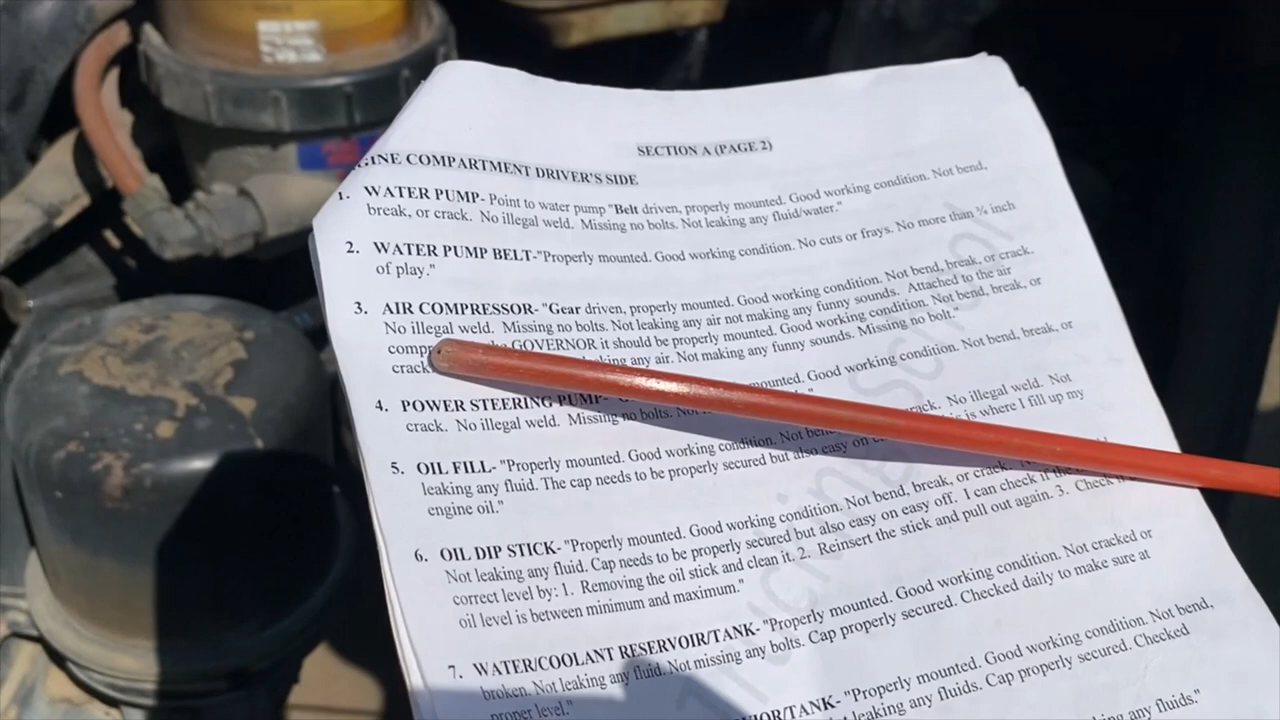 SECTION A (PAGE 2)
GINE COMPARTMENT DRIVER'S SIDE
1. WATER PUMP- Point to water pump "Belt driven, properly mounted. Good working condition. Not bend,
break, or crack. No illegal weld. Missing no bolts. Not leaking any fluid/water."
2. WATER PUMP BELT-"Properly mounted. Good working condition. No cuts or frays. No more than ¾ inch
of play."
3. AIR COMPRESSOR- "Gear driven, properly mounted. Good working condition. Not bend, break, or crack.
No illegal weld. Missing no bolts. Not leaking any air not making any funny sounds. Attached to the air
GOVERNOR it should be properly mounted. Good working condition. Not bend, break, or
crack any air. Not making any funny sounds. Missing no bolt."
4. POWER STEERING PUMP- mounted. Good working condition. Not bend, break, or
crack. No illegal weld. Missing no bolts.
5. OIL FILL- "Properly mounted. Good working condition. Not crack. No illegal weld. Not
leaking any fluid. The cap needs to be properly secured but also easy on is where I fill up my
engine oil."
6. OIL DIP STICK- "Properly mounted. Good working condition. Not bend, break, or crack.
Not leaking any fluid. Cap needs to be properly secured but also easy on easy off. I can check if the
correct level by: 1. Removing the oil stick and clean it. 2. Reinsert the stick and pull out again. 3. Check
oil level is between minimum and maximum."
7. WATER/COOLANT RESERVOIR/TANK- "Properly mounted. Good working condition. Not cracked or
broken. Not leaking any fluid. Not missing any bolts. Cap properly secured. Checked daily to make sure at
proper level."
/TANK- "Properly mounted. Good working condition. Not bend,
leaking any fluids. Cap properly secured. Checked
any fluids."
Trucking School